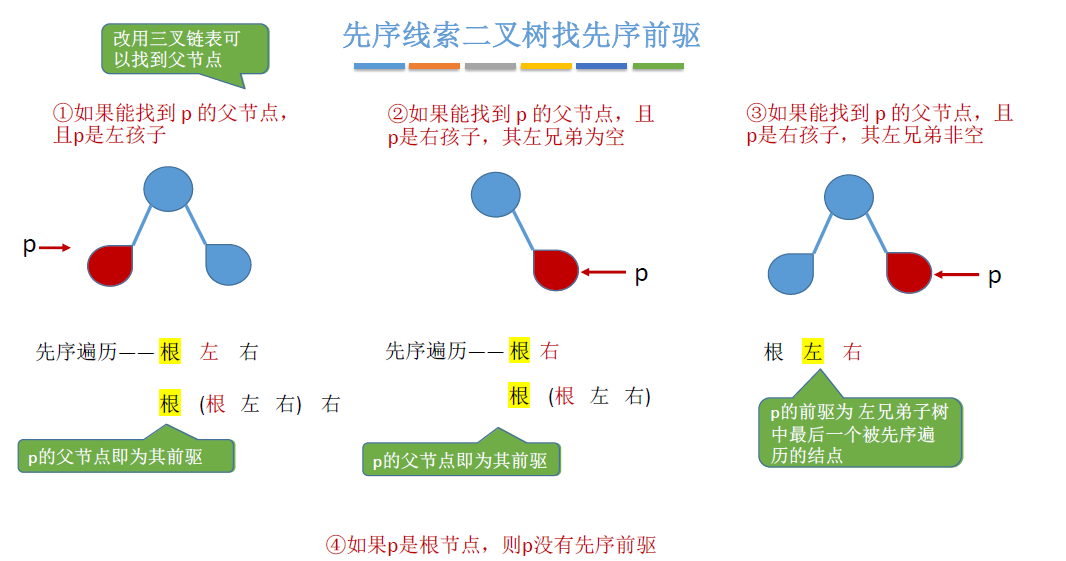 先序线索二叉树找先序前驱
改用三叉链表可
以找到父节点
①如果能找到 p 的父节点，
且p是左孩子
p
先序遍历—— 根 左 右
根 (根 左 右) 右
p的父节点即为其前驱
②如果能找到 p 的父节点，且
p是右孩子，其左兄弟为空
p
先序遍历—— 根 右
根 (根 左 右)
p的父节点即为其前驱
③如果能找到 p 的父节点，且
p是右孩子，其左兄弟非空
p
根 左 右
p的前驱为 左兄弟子树
中最后一个被先序遍
历的结点
④如果p是根节点，则p没有先序前驱